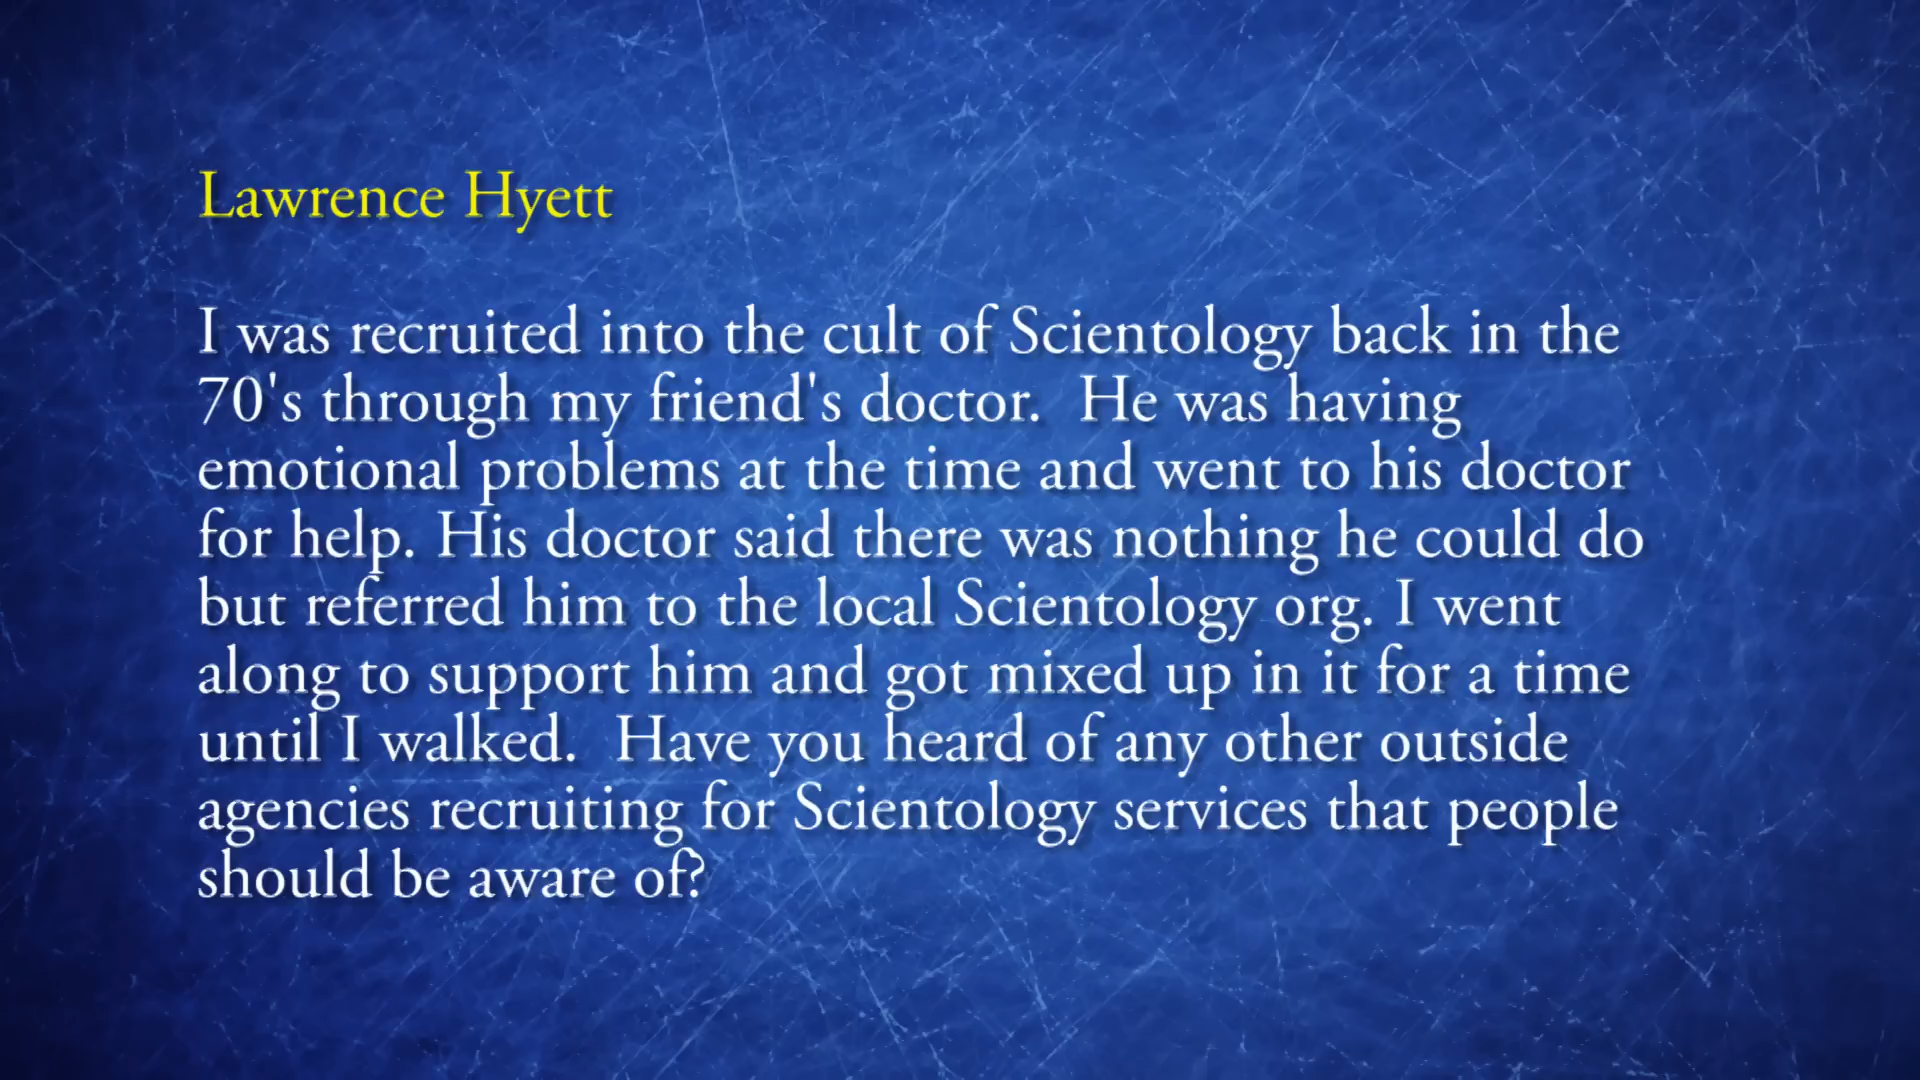 Lawrence Hyett
I was recruited into the cult of Scientology back in the
70's through my friend's doctor.  He was having
emotional problems at the time and went to his doctor
for help. His doctor said there was nothing he could do
but referred him to the local Scientology org. I went
along to support him and got mixed up in it for a time
until I walked.  Have you heard of any other outside
agencies recruiting for Scientology services that people
should be aware of?